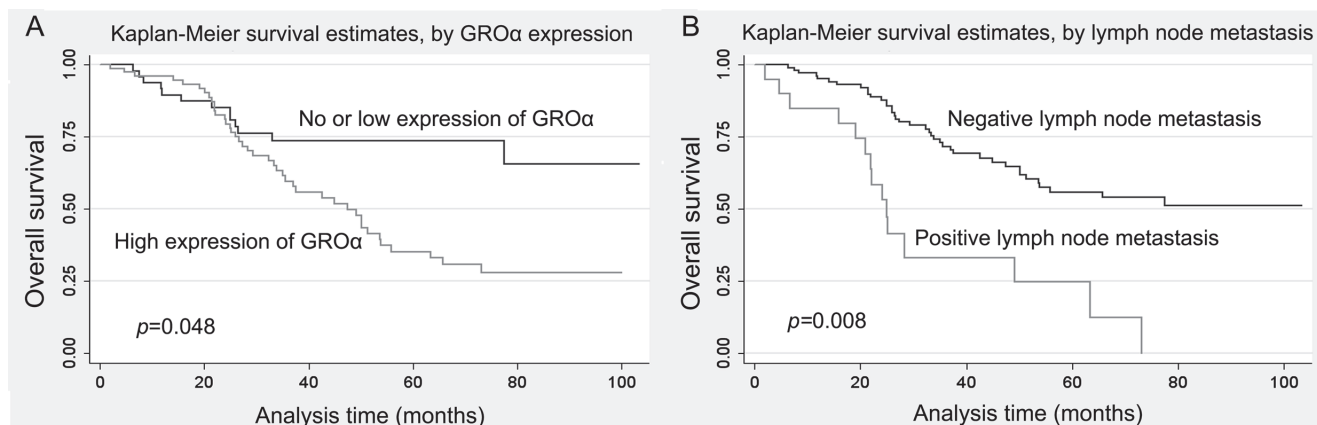 A
Kaplan-Meier survival estimates, by GROα expression
1.00
0.75
0.50
0.25
0.00
Overall survival
No or low expression of GROα
High expression of GROα
p=0.048
0 20 40 60 80 100
Analysis time (months)
B
Kaplan-Meier survival estimates, by lymph node metastasis
1.00
0.75
0.50
0.25
0.00
Overall survival
Negative lymph node metastasis
Positive lymph node metastasis
p=0.008
0 20 40 60 80 100
Analysis time (months)